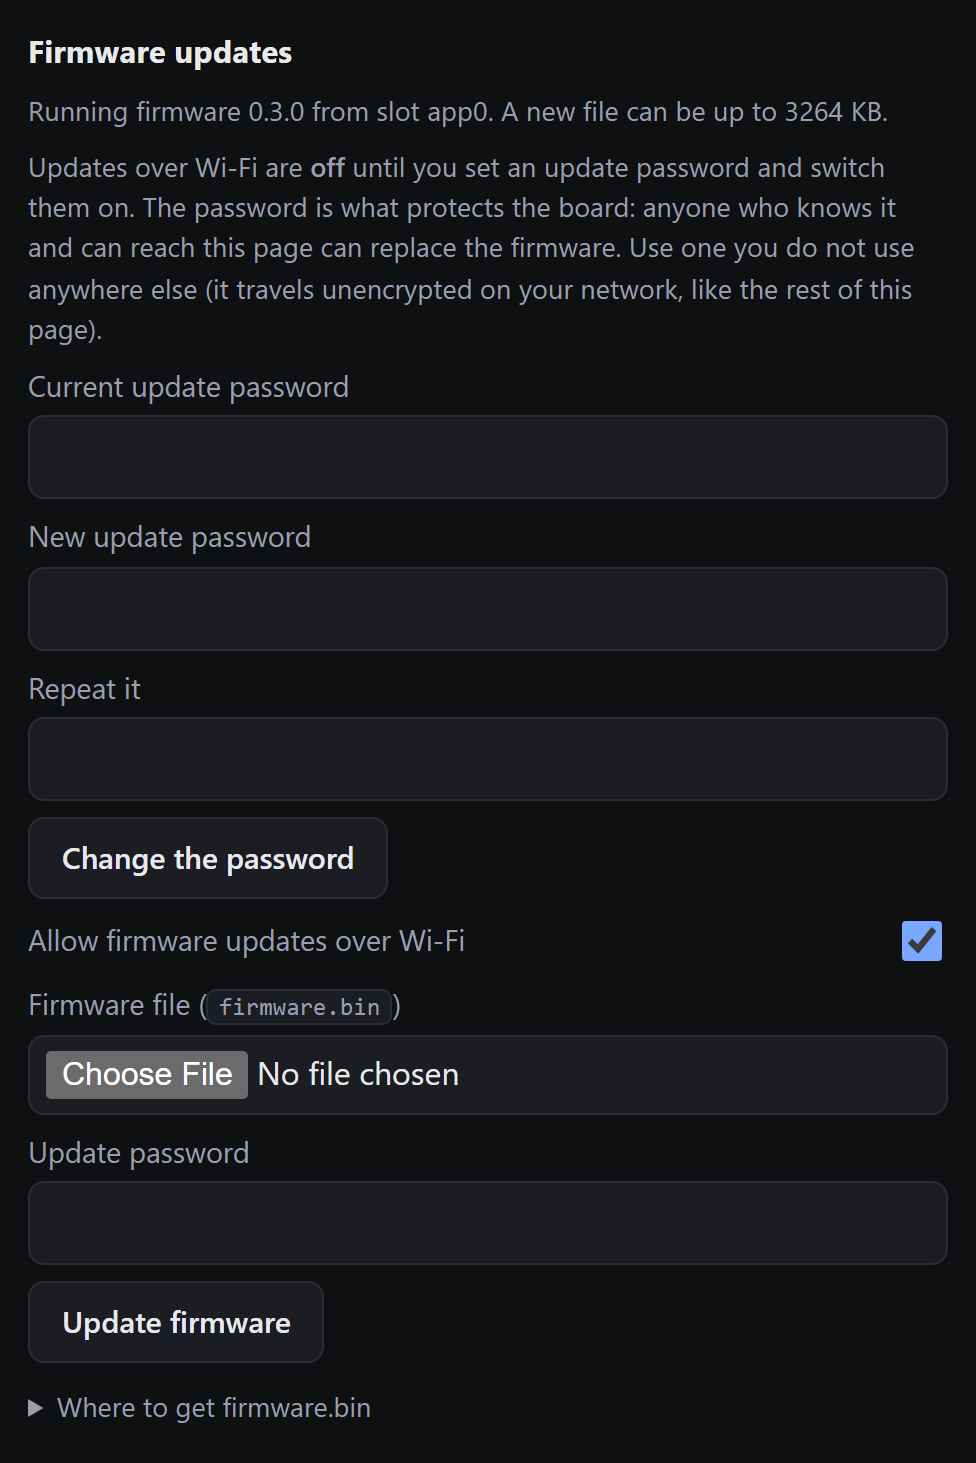 Firmware updates
Running firmware 0.3.0 from slot app0. A new file can be up to 3264 KB.
Updates over Wi-Fi are off until you set an update password and switch
them on. The password is what protects the board: anyone who knows it
and can reach this page can replace the firmware. Use one you do not use
anywhere else (it travels unencrypted on your network, like the rest of this
page).
Current update password
New update password
Repeat it
Change the password
Allow firmware updates over Wi-Fi
Firmware file (firmware.bin)
Choose File No file chosen
Update password
Update firmware
Where to get firmware.bin